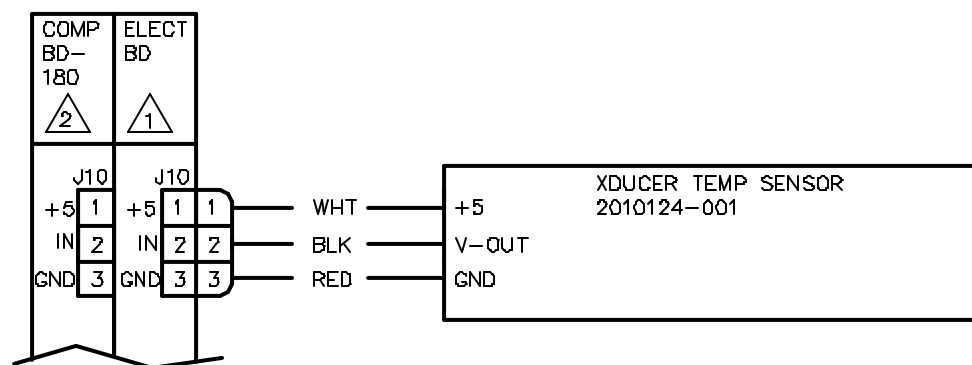 COMP ELECT
BD- BD
180
2 1
J10 J10
XDUCER TEMP SENSOR
+5 1 +5 1 1 WHT +5 2010124-001
IN 2 IN 2 2 BLK V-OUT
GND 3 GND 3 3 RED GND